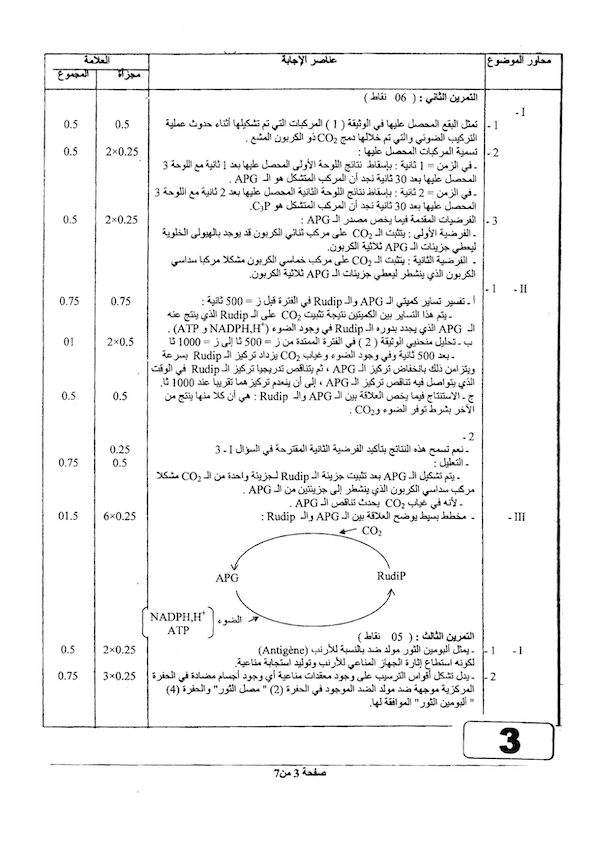 محاور الموضوع عناصر الإجابة العلامة
مجزأة المجموع
التمرين الثاني : ( 06 نقاط )
I -
1 - تمثل البقع المحصل عليها في الوثيقة ( 1 ) المركبات التي تم تشكيلها أثناء حدوث عملية 0.5 0.5
التركيب الضوئي والتي تم خلالها دمج CO2 ذو الكربون المشع .
2 - تسمية المركبات المحصل عليها : 2×0.25 0.5
ـ في الزمن = 1 ثانية : بإسقاط نتائج اللوحة الأولى المحصل عليها بعد 1 ثانية مع اللوحة 3
المحصل عليها بعد 30 ثانية نجد أن المركب المتشكل هو الـ APG .
ـ في الزمن = 2 ثانية : بإسقاط نتائج اللوحة الثانية المحصل عليها بعد 2 ثانية مع اللوحة 3
المحصل عليها بعد 30 ثانية نجد أن المركب المتشكل هو C3P.
3 - الفرضيات المقدمة فيما يخص مصدر الـ APG : 2×0.25 0.5
ـ الفرضية الأولى : يتثبت الـ CO2 على مركب ثنائي الكربون قد يوجد بالهيولى الخلوية
ليعطي جزيئات الـ APG ثلاثية الكربون.
ـ الفرضية الثانية : يتثبت الـ CO2 على مركب خماسي الكربون مشكلا مركبا سداسي
الكربون الذي ينشطر ليعطي جزيئات الـ APG ثلاثية الكربون.
II - 1 -
أ ـ تفسير تساير كميتي الـ APG والـ Rudip في الفترة قبل ز = 500 ثانية : 0.75 0.75
ـ يتم هذا التساير بين الكميتين نتيجة تثبيت CO2 على الـ Rudip الذي ينتج عنه
الـ APG الذي يجدد بدوره الـ Rudip في وجود الضوء (NADPH,H+ و ATP) .
ب ـ تحليل منحنيي الوثيقة ( 2 ) في الفترة الممتدة من ز = 500 ثا إلى ز = 1000 ثا 2×0.5 01
ـ بعد 500 ثانية وفي وجود الضوء وغياب CO2 يزداد تركيز الـ Rudip بسرعة
ويتزامن ذلك بانخفاض تركيز الـ APG ، ثم يتناقص تدريجيا تركيز الـ Rudip في الوقت
الذي يتواصل فيه تناقص تركيز الـ APG ، إلى أن ينعدم تركيزهما تقريبا عند 1000 ثا.
ج ـ الاستنتاج فيما يخص العلاقة بين الـ APG والـ Rudip : هي أن كلا منها ينتج من 0.5 0.5
الآخر بشرط توفر الضوء وCO2 .
2 -
ـ نعم تسمح هذه النتائج بتأكيد الفرضية الثانية المقترحة في السؤال I - 3 0.25
ـ التعليل : 0.5 0.75
ـ يتم تشكيل الـ APG بعد تثبيت جزيئة الـ Rudip لجزيئة واحدة من الـ CO2 مشكلا
مركب سداسي الكربون الذي ينشطر إلى جزيئتين من الـ APG .
ـ لأنه في غياب CO2 يحدث تناقص الـ APG .
III - ـ مخطط بسيط يوضح العلاقة بين الـ APG والـ Rudip : 6×0.25 01.5
CO2
APG RudiP
NADPH,H+
ATP
الضوء
التمرين الثالث : ( 05 نقاط )
I - 1 - ـ يمثل ألبومين الثور مولد ضد بالنسبة للأرنب (Antigène) 2×0.25 0.5
لكونه استطاع إثارة الجهاز المناعي للأرنب وتوليد استجابة مناعية.
2 - ـ يدل تشكل أقواس الترسيب على وجود معقدات مناعية أي وجود أجسام مضادة في الحفرة 3×0.25 0.75
المركزية موجهة ضد مولد الضد الموجود في الحفرة (2) " مصل الثور" والحفرة (4)
" ألبومين الثور" الموافقة لها.
3
صفحة 3 من 7